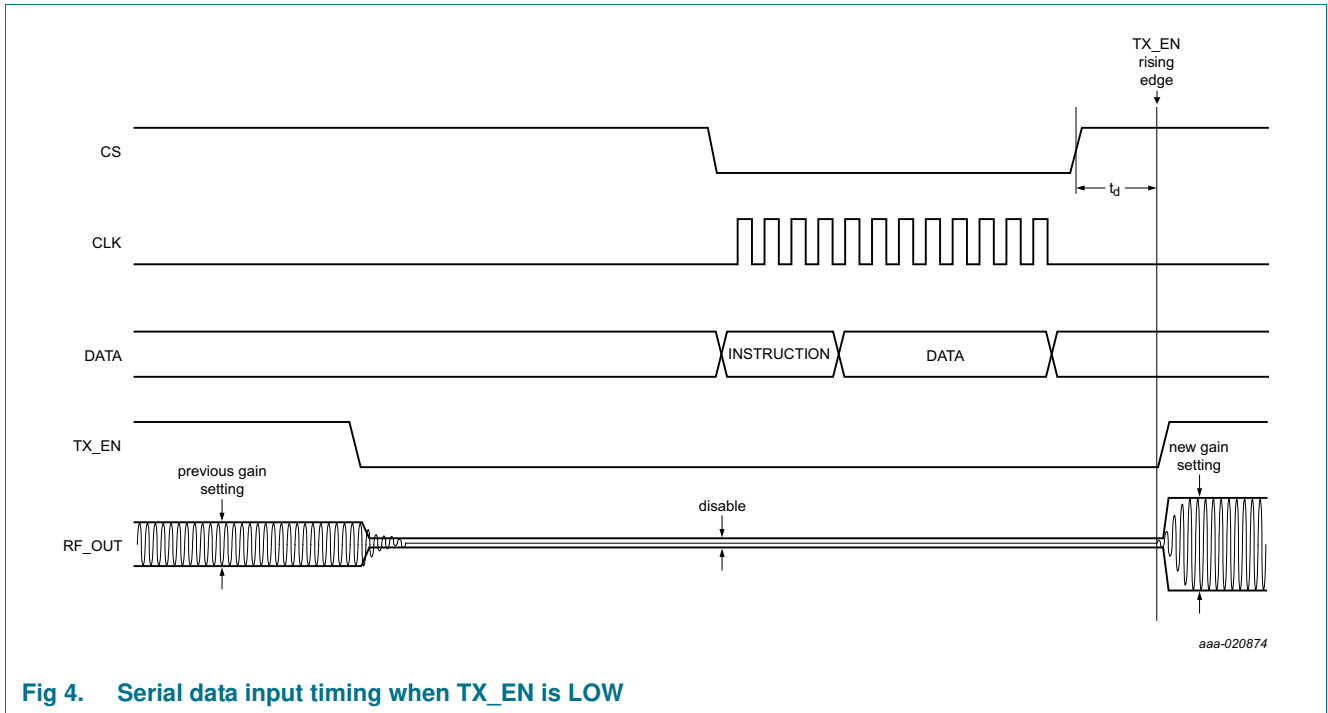 TX_EN
rising
edge
CS
td
CLK
DATA
INSTRUCTION
DATA
TX_EN
previous gain
setting
new gain
setting
disable
RF_OUT
aaa-020874
Fig 4. Serial data input timing when TX_EN is LOW